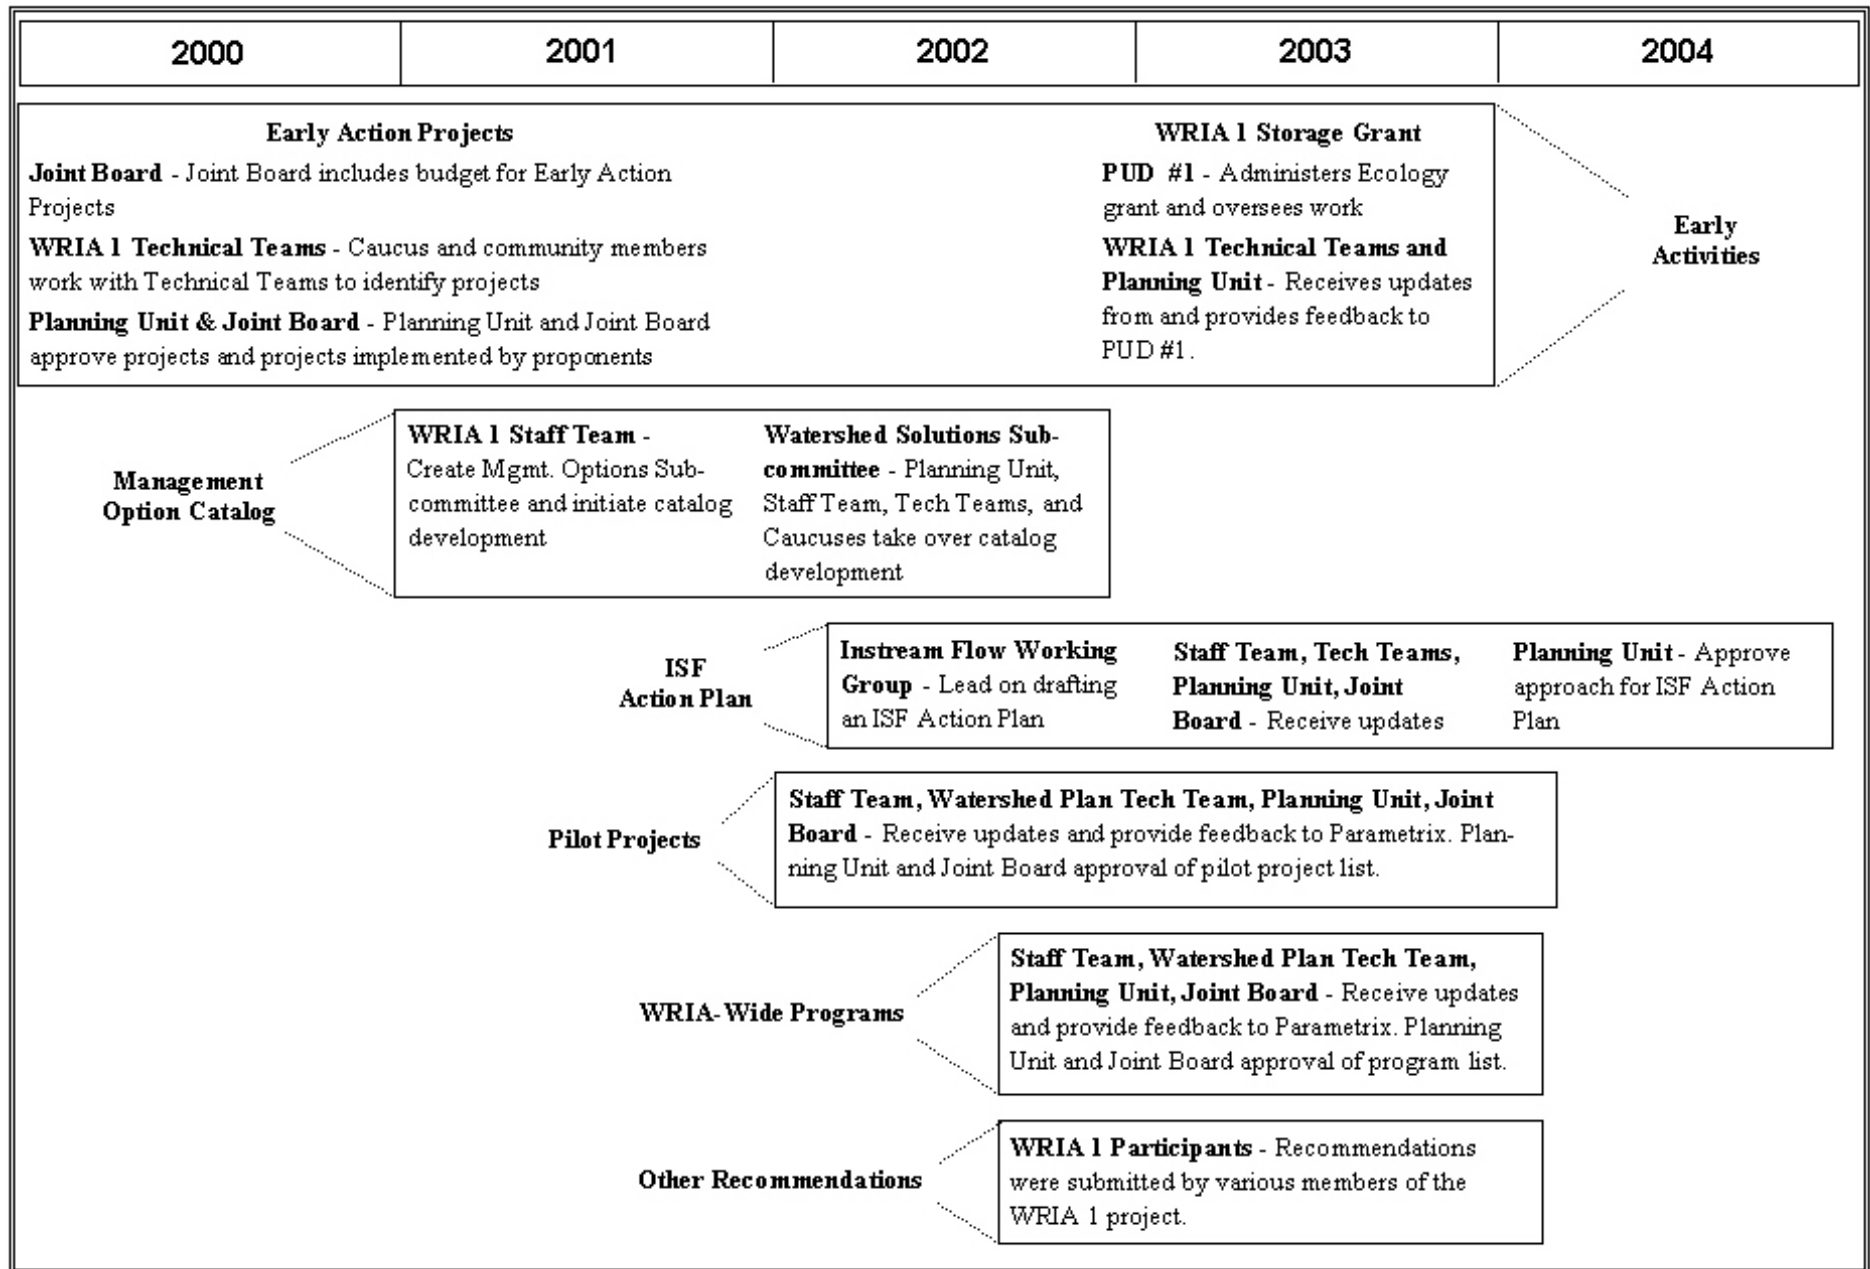 2000
2001
2002
2003
2004
Early Action Projects
Joint Board - Joint Board includes budget for Early Action
Projects
WRIA 1 Technical Teams - Caucus and community members
work with Technical Teams to identify projects
Planning Unit & Joint Board - Planning Unit and Joint Board
approve projects and projects implemented by proponents
WRIA 1 Storage Grant
PUD #1 - Administers Ecology
grant and oversees work
WRIA 1 Technical Teams and
Planning Unit - Receives updates
from and provides feedback to
PUD #1.
Early
Activities
Management
Option Catalog
WRIA 1 Staff Team -
Create Mgmt. Options Sub-
committee and initiate catalog
development
Watershed Solutions Sub-
committee - Planning Unit,
Staff Team, Tech Teams, and
Caucuses take over catalog
development
ISF
Action Plan
Instream Flow Working
Group - Lead on drafting
an ISF Action Plan
Staff Team, Tech Teams,
Planning Unit, Joint
Board - Receive updates
Planning Unit - Approve
approach for ISF Action
Plan
Pilot Projects
Staff Team, Watershed Plan Tech Team, Planning Unit, Joint
Board - Receive updates and provide feedback to Parametrix. Plan-
ning Unit and Joint Board approval of pilot project list.
WRIA-Wide Programs
Staff Team, Watershed Plan Tech Team,
Planning Unit, Joint Board - Receive updates
and provide feedback to Parametrix. Planning
Unit and Joint Board approval of program list.
Other Recommendations
WRIA 1 Participants - Recommendations
were submitted by various members of the
WRIA 1 project.